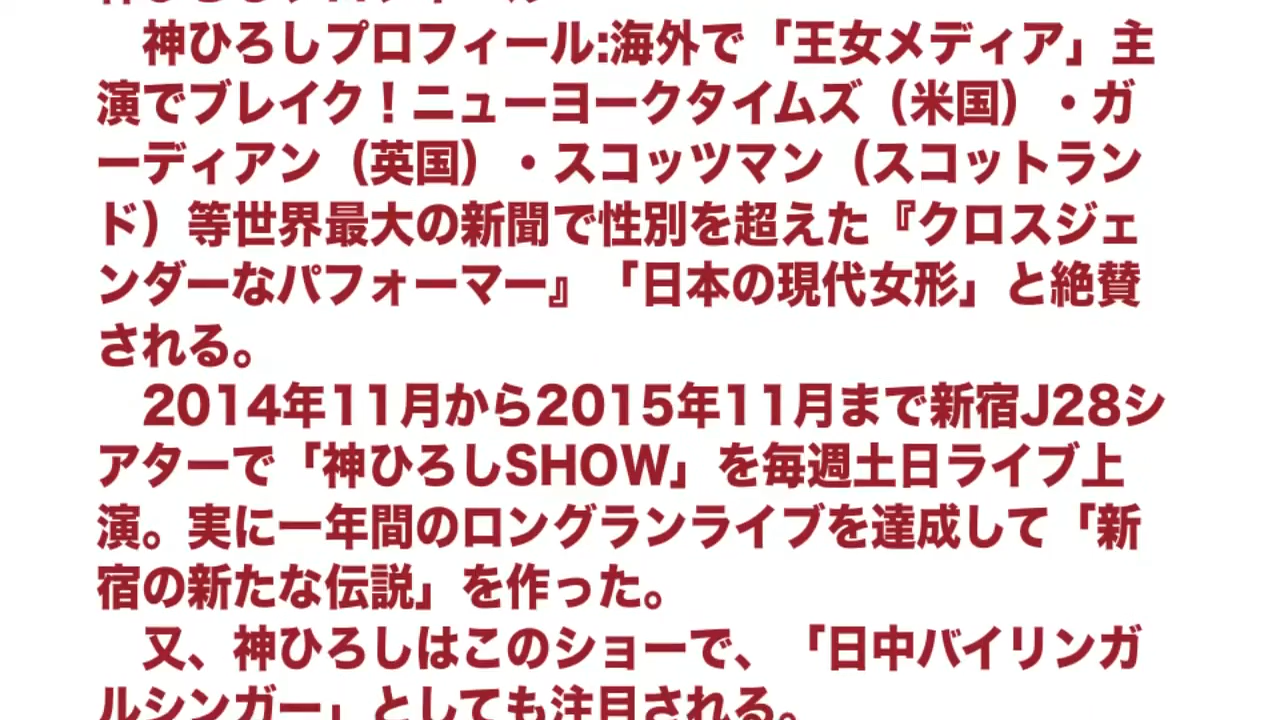 神ひろしプロフィール:海外で「王女メディア」主
演でブレイク！ニューヨークタイムズ（米国）・ガ
ーディアン（英国）・スコッツマン（スコットラン
ド）等世界最大の新聞で性別を超えた『クロスジェ
ンダーなパフォーマー』「日本の現代女形」と絶賛
される。
2014年11月から2015年11月まで新宿J28シ
アターで「神ひろしSHOW」を毎週土日ライブ上
演。実に一年間のロングランライブを達成して「新
宿の新たな伝説」を作った。
又、神ひろしはこのショーで、「日中バイリンガ
ルシンガー」としても注目される。